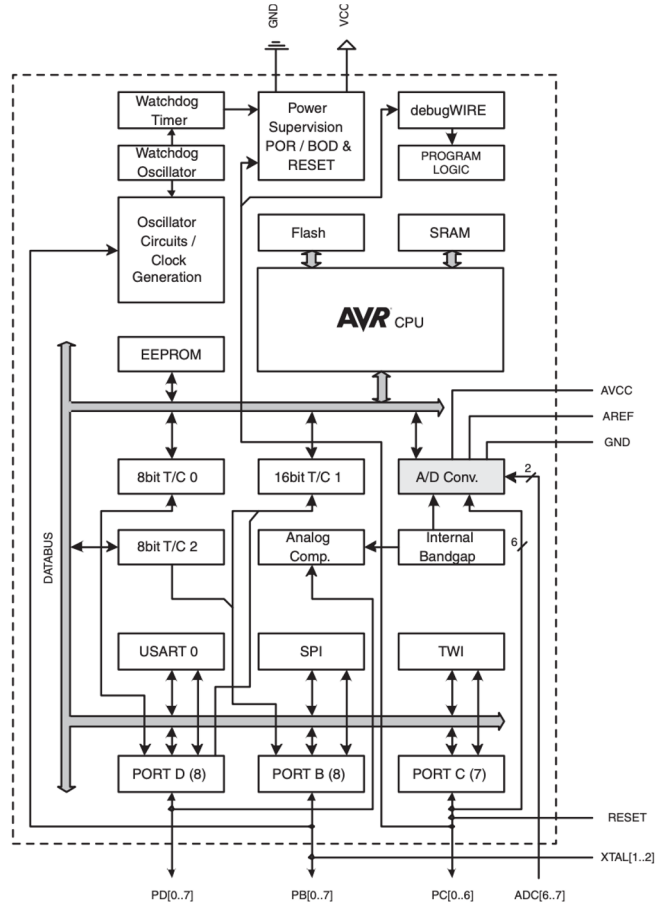 GND
VCC
Watchdog
Timer
Power
Supervision
POR / BOD &
RESET
debugWIRE
Watchdog
Oscillator
PROGRAM
LOGIC
Oscillator
Circuits /
Clock
Generation
Flash
SRAM
AVR CPU
EEPROM
AVCC
AREF
GND
8bit T/C 0
16bit T/C 1
A/D Conv.
2
DATABUS
8bit T/C 2
Analog
Comp.
Internal
Bandgap
6
USART 0
SPI
TWI
PORT D (8)
PORT B (8)
PORT C (7)
RESET
XTAL[1..2]
PD[0..7]
PB[0..7]
PC[0..6]
ADC[6..7]